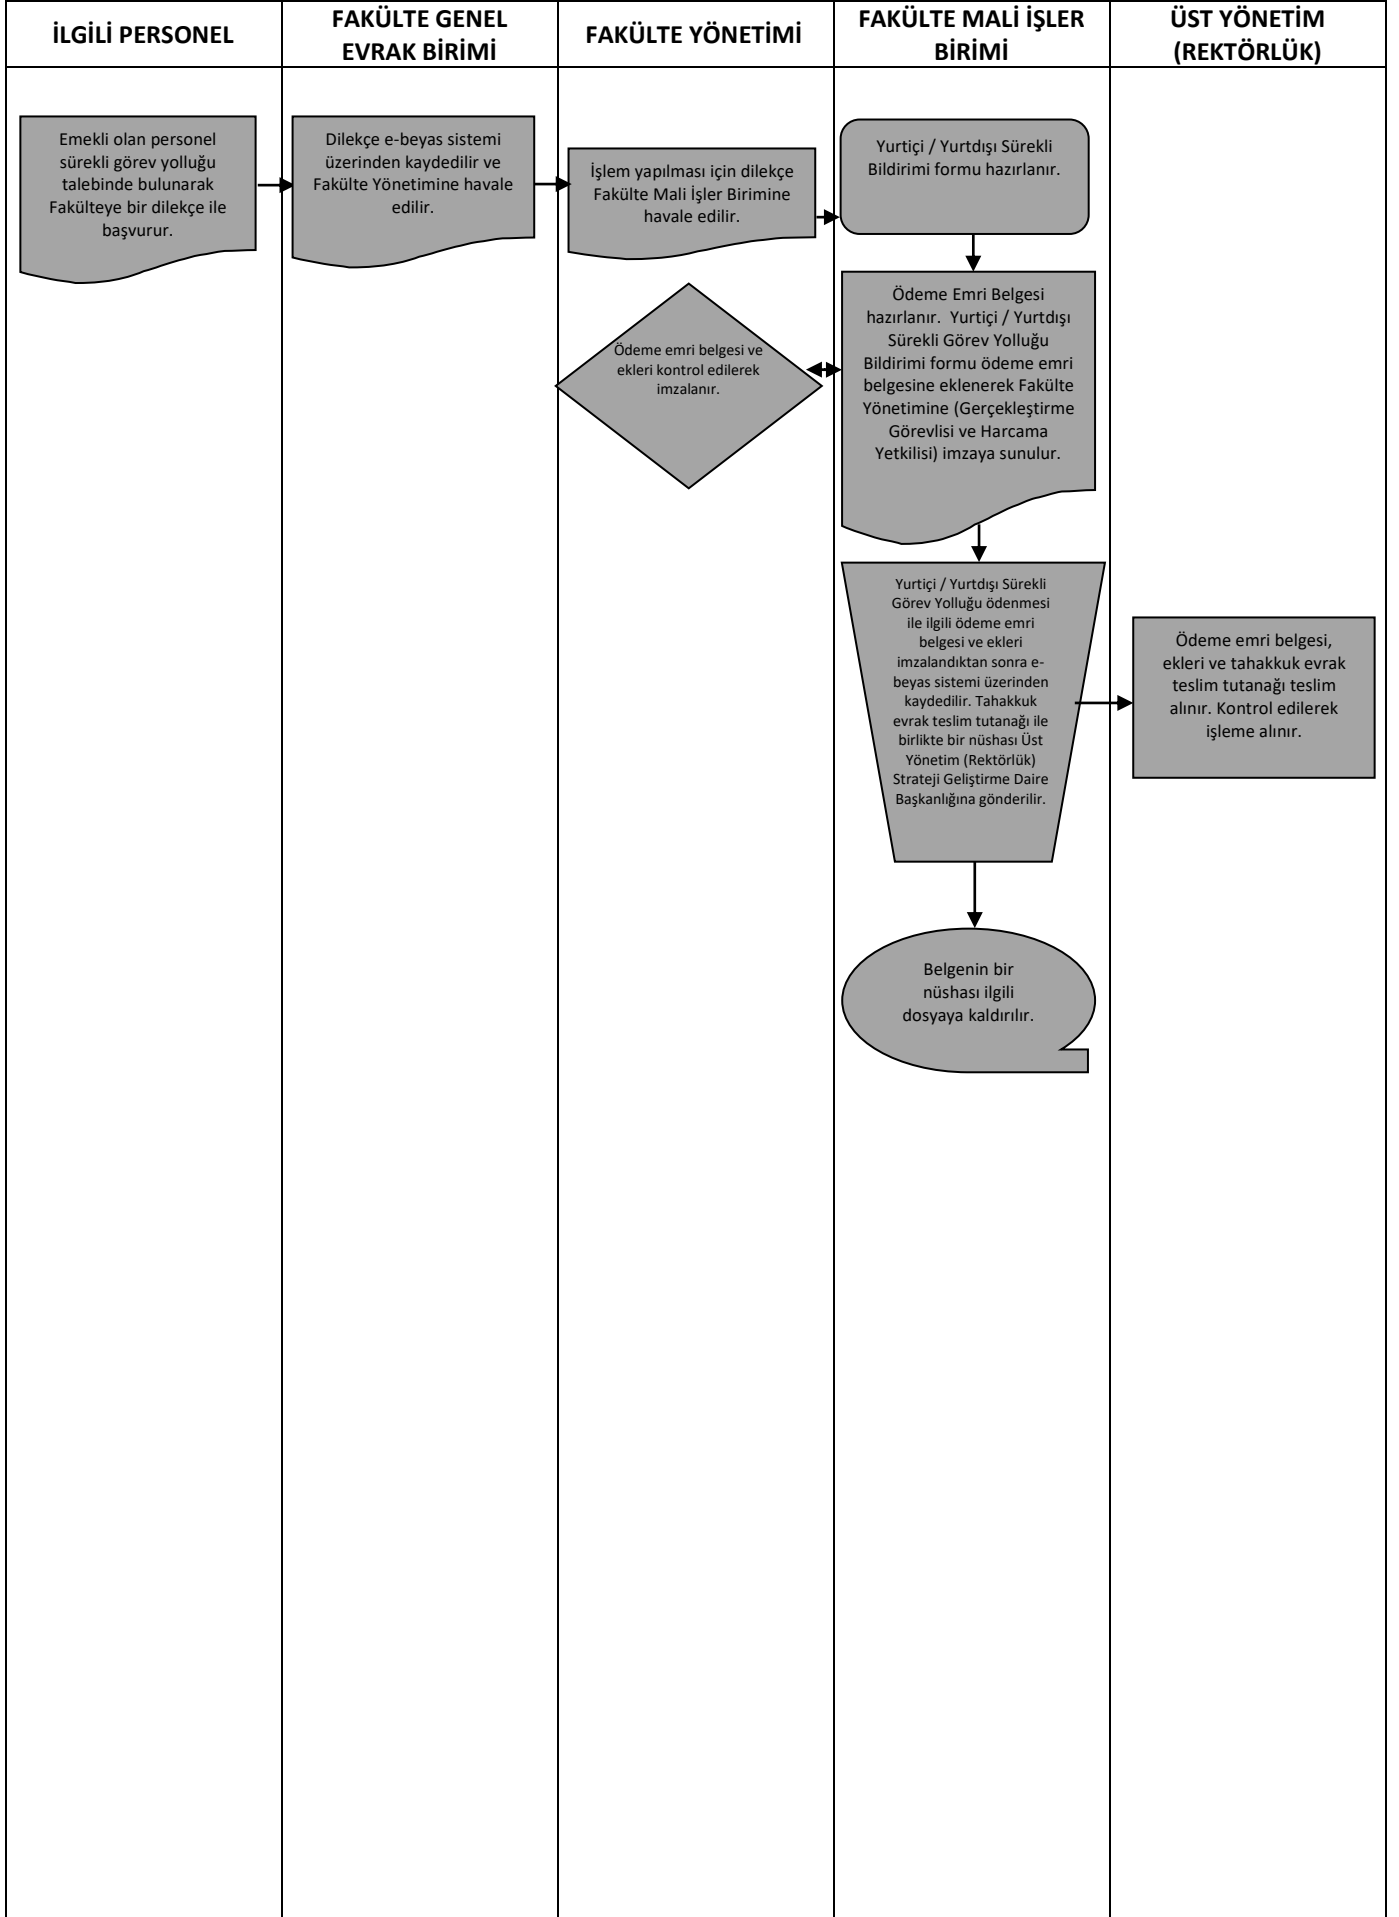 İLGİLİ PERSONEL
FAKÜLTE GENEL
EVRAK BİRİMİ
FAKÜLTE YÖNETİMİ
FAKÜLTE MALİ İŞLER
BİRİMİ
ÜST YÖNETİM
(REKTÖRLÜK)
Emekli olan personel
sürekli görev yolluğu
talebinde bulunarak
Fakülteye bir dilekçe ile
başvurur.
Dilekçe e-beyas sistemi
üzerinden kaydedilir ve
Fakülte Yönetimine havale
edilir.
İşlem yapılması için dilekçe
Fakülte Mali İşler Birimine
havale edilir.
Yurtiçi / Yurtdışı Sürekli
Bildirimi formu hazırlanır.
Ödeme Emri Belgesi
hazırlanır. Yurtiçi / Yurtdışı
Sürekli Görev Yolluğu
Bildirimi formu ödeme emri
belgesine eklenerek Fakülte
Yönetimine (Gerçekleştirme
Görevlisi ve Harcama
Yetkilisi) imzaya sunulur.
Ödeme emri belgesi ve
ekleri kontrol edilerek
imzalanır.
Yurtiçi / Yurtdışı Sürekli
Görev Yolluğu ödenmesi
ile ilgili ödeme emri
belgesi ve ekleri
imzalandıktan sonra e-
beyas sistemi üzerinden
kaydedilir. Tahakkuk
evrak teslim tutanağı ile
birlikte bir nüshası Üst
Yönetim (Rektörlük)
Strateji Geliştirme Daire
Başkanlığına gönderilir.
Ödeme emri belgesi,
ekleri ve tahakkuk evrak
teslim tutanağı teslim
alınır. Kontrol edilerek
işleme alınır.
Belgenin bir
nüshası ilgili
dosyaya kaldırılır.